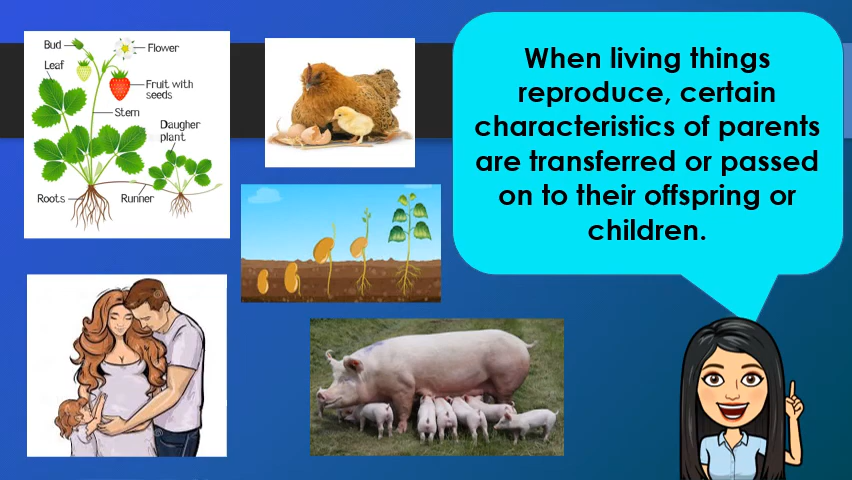 Bud
Flower
Leaf
Fruit with
seeds
Stem
Daugher
plant
Roots
Runner
When living things
reproduce, certain
characteristics of parents
are transferred or passed
on to their offspring or
children.